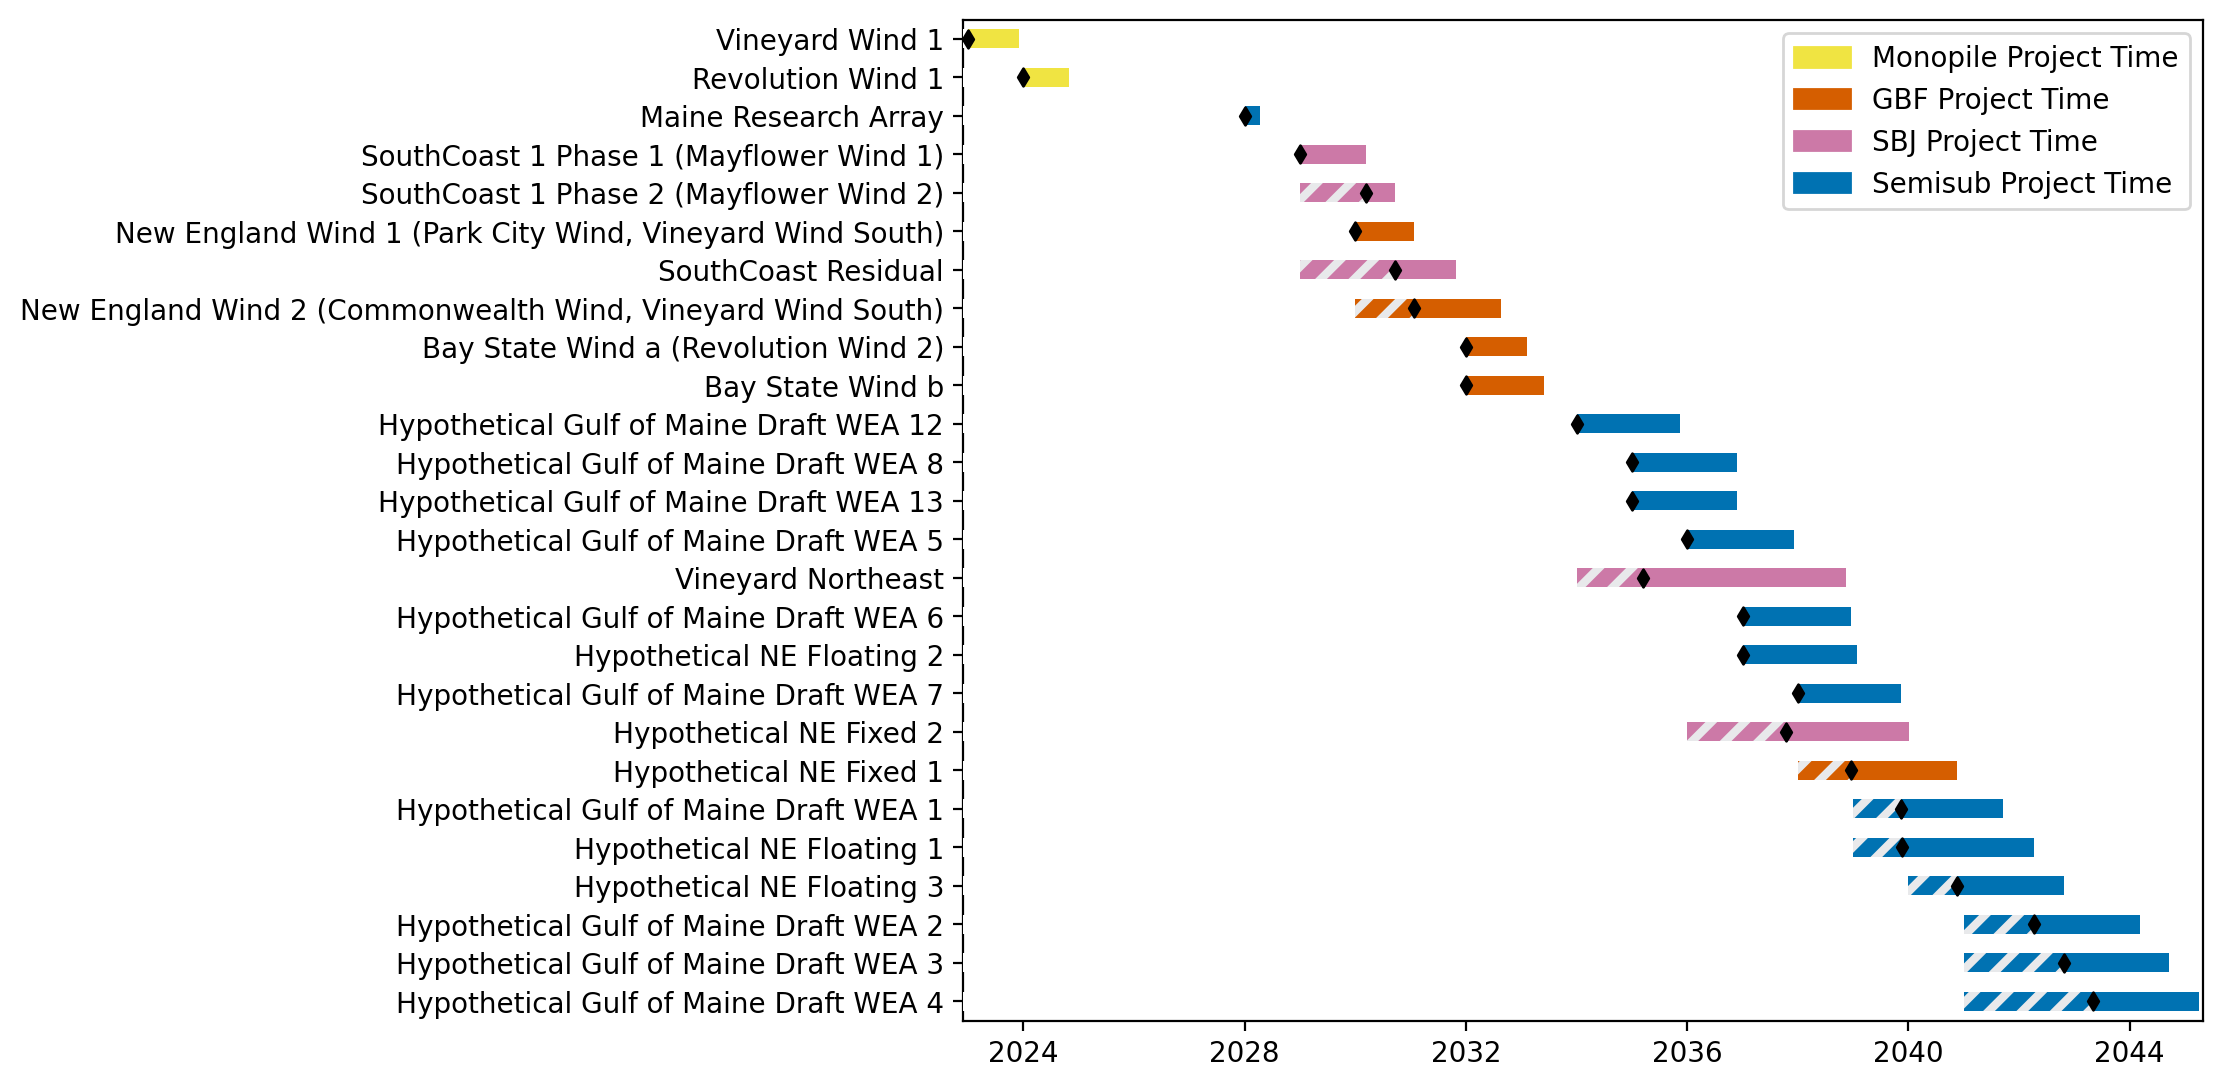 Vineyard Wind 1
Revolution Wind 1
Maine Research Array
SouthCoast 1 Phase 1 (Mayflower Wind 1)
SouthCoast 1 Phase 2 (Mayflower Wind 2)
New England Wind 1 (Park City Wind, Vineyard Wind South)
SouthCoast Residual
New England Wind 2 (Commonwealth Wind, Vineyard Wind South)
Bay State Wind a (Revolution Wind 2)
Bay State Wind b
Hypothetical Gulf of Maine Draft WEA 12
Hypothetical Gulf of Maine Draft WEA 8
Hypothetical Gulf of Maine Draft WEA 13
Hypothetical Gulf of Maine Draft WEA 5
Vineyard Northeast
Hypothetical Gulf of Maine Draft WEA 6
Hypothetical NE Floating 2
Hypothetical Gulf of Maine Draft WEA 7
Hypothetical NE Fixed 2
Hypothetical NE Fixed 1
Hypothetical Gulf of Maine Draft WEA 1
Hypothetical NE Floating 1
Hypothetical NE Floating 3
Hypothetical Gulf of Maine Draft WEA 2
Hypothetical Gulf of Maine Draft WEA 3
Hypothetical Gulf of Maine Draft WEA 4
Monopile Project Time
GBF Project Time
SBJ Project Time
Semisub Project Time
2024 2028 2032 2036 2040 2044